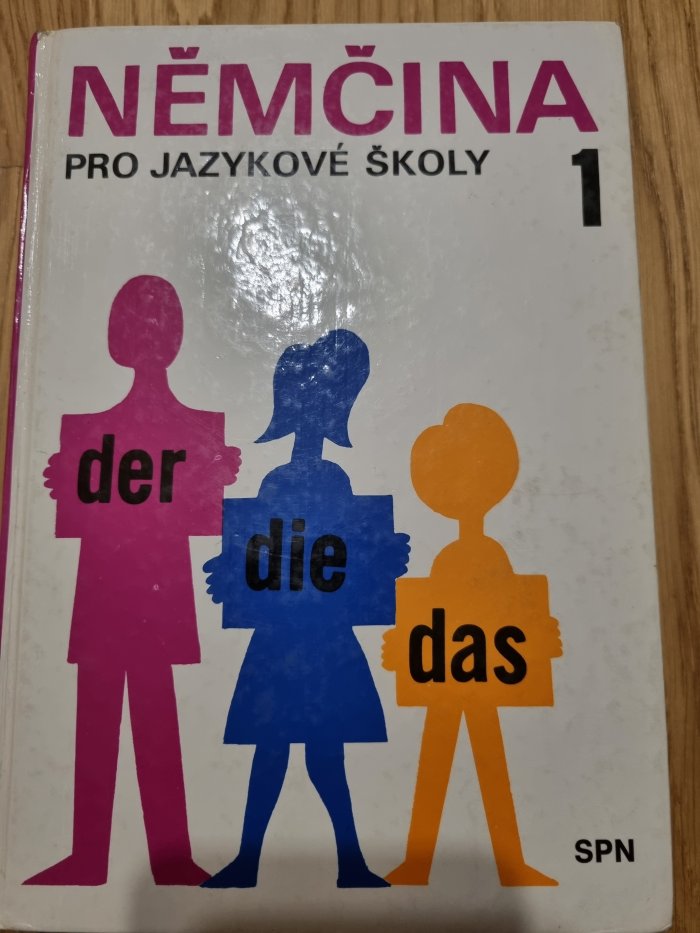 NĚMČINA
PRO JAZYKOVÉ ŠKOLY
1
der
die
das
SPN